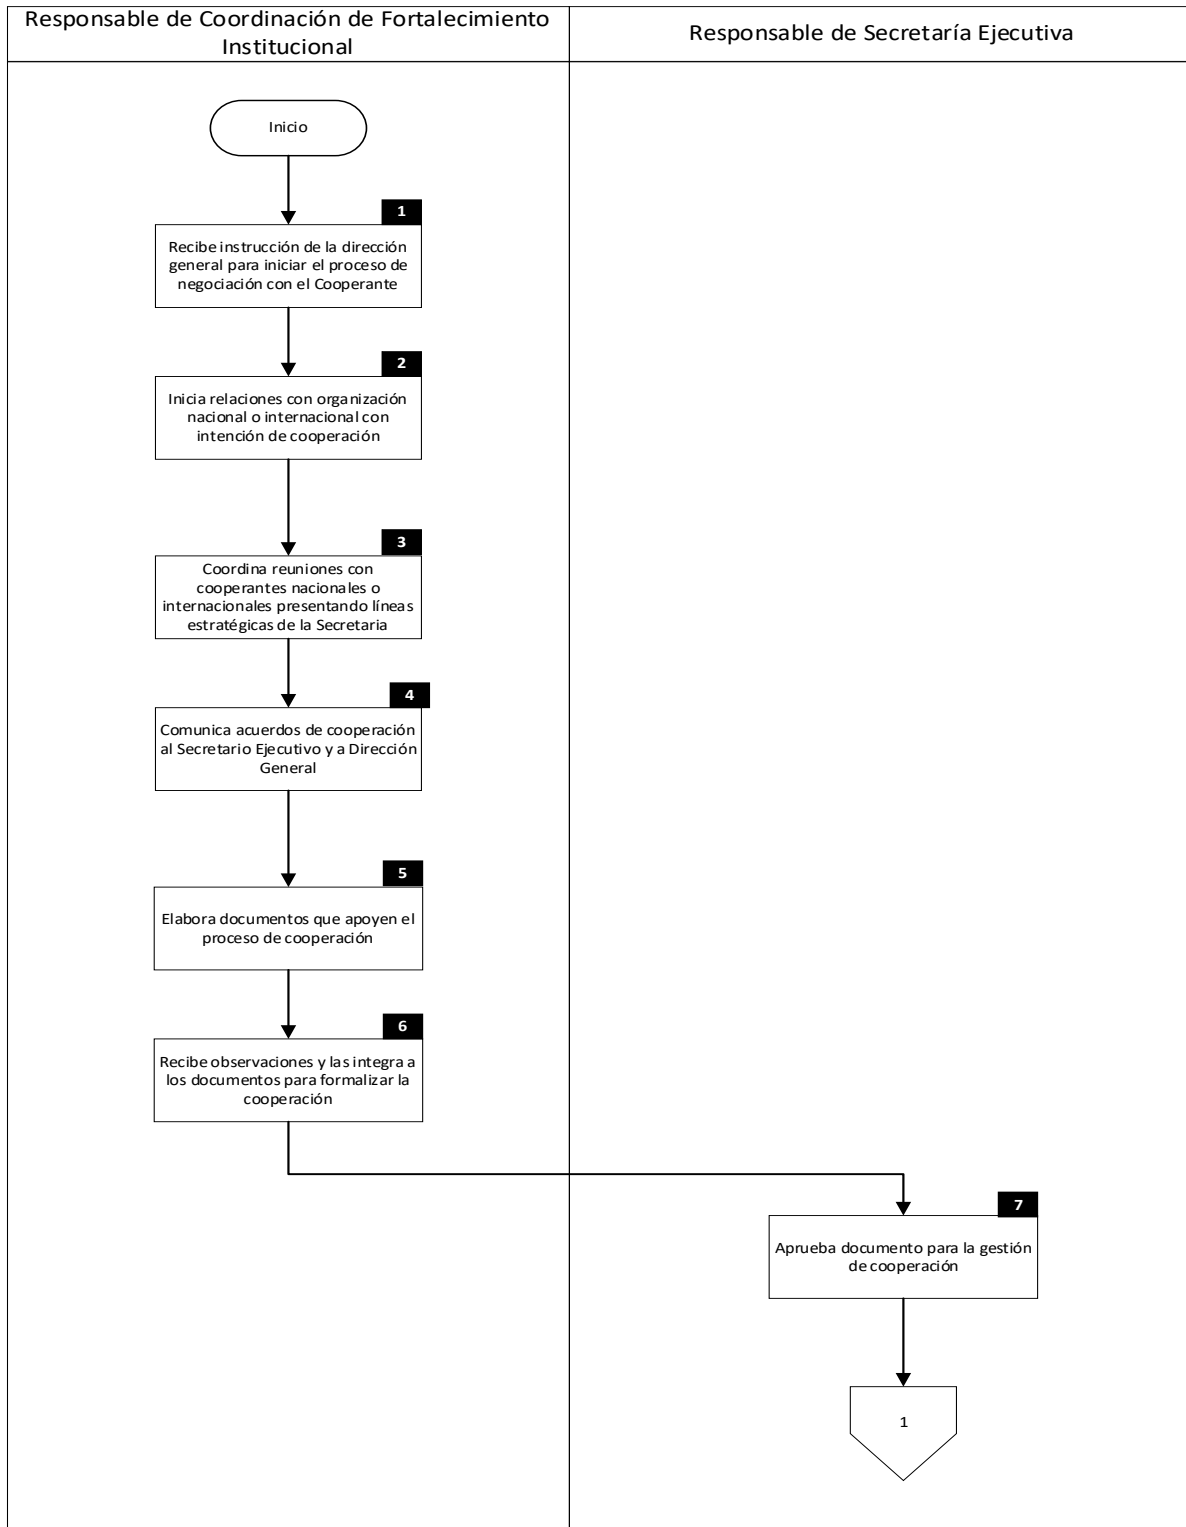 Responsable de Coordinación de Fortalecimiento
Institucional
Responsable de Secretaría Ejecutiva
Inicio
1
Recibe instrucción de la dirección
general para iniciar el proceso de
negociación con el Cooperante
2
Inicia relaciones con organización
nacional o internacional con
intención de cooperación
3
Coordina reuniones con
cooperantes nacionales o
internacionales presentando líneas
estratégicas de la Secretaria
4
Comunica acuerdos de cooperación
al Secretario Ejecutivo y a Dirección
General
5
Elabora documentos que apoyen el
proceso de cooperación
6
Recibe observaciones y las integra a
los documentos para formalizar la
cooperación
7
Aprueba documento para la gestión
de cooperación
1